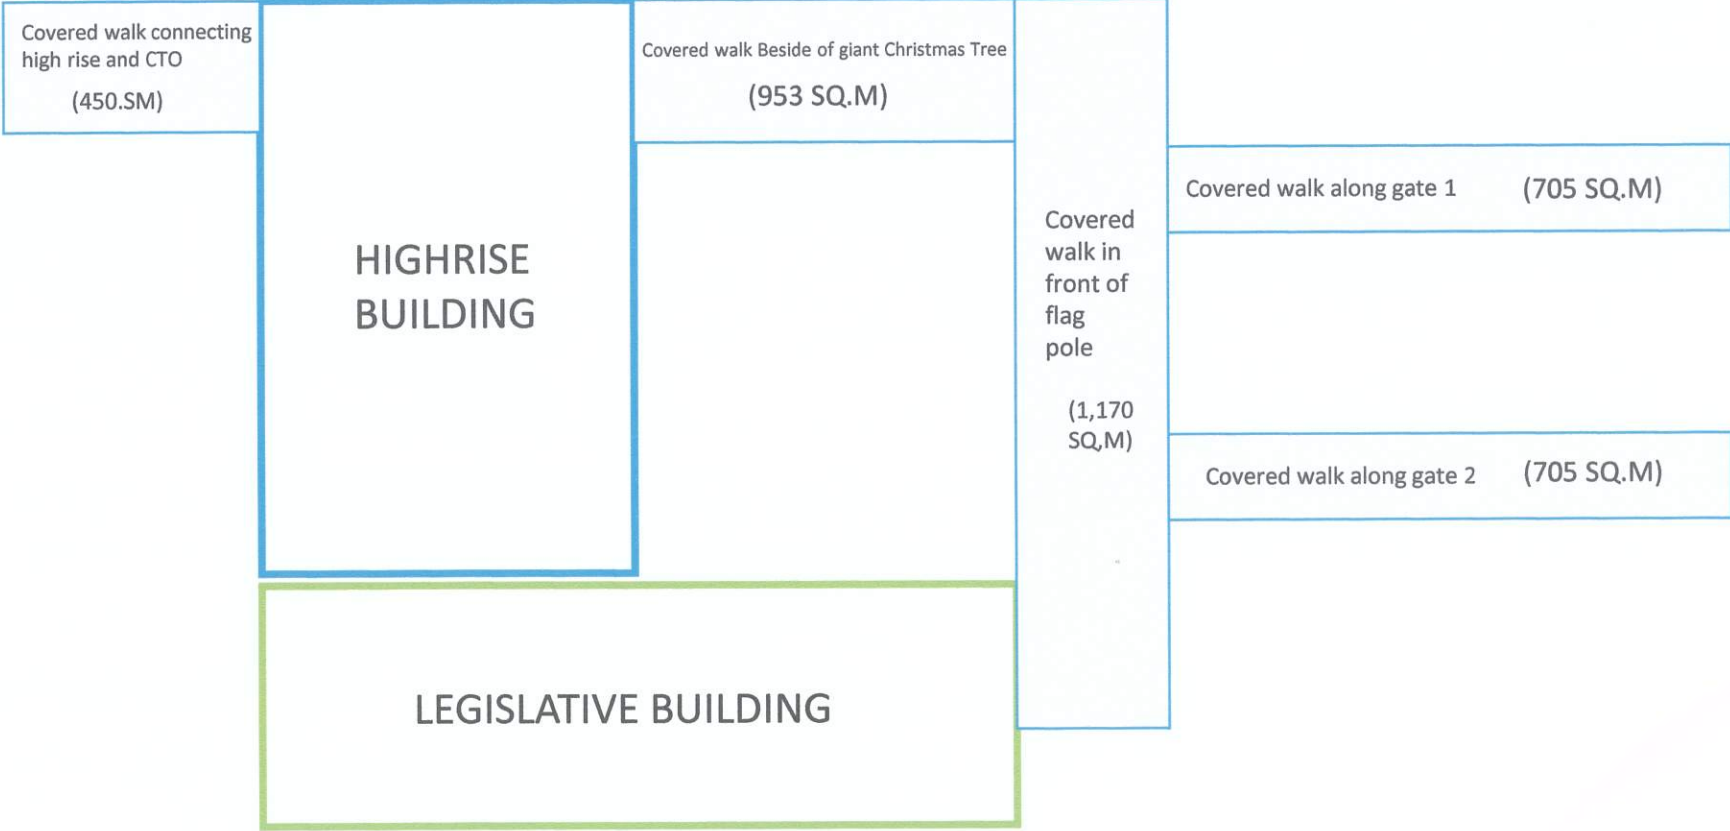 Covered walk connecting
high rise and CTO
(450.SM)
Covered walk Beside of giant Christmas Tree
(953 SQ.M)
HIGHRISE
BUILDING
Covered
walk in
front of
flag
pole
(1,170
SQ,M)
Covered walk along gate 1 (705 SQ.M)
Covered walk along gate 2 (705 SQ.M)
LEGISLATIVE BUILDING